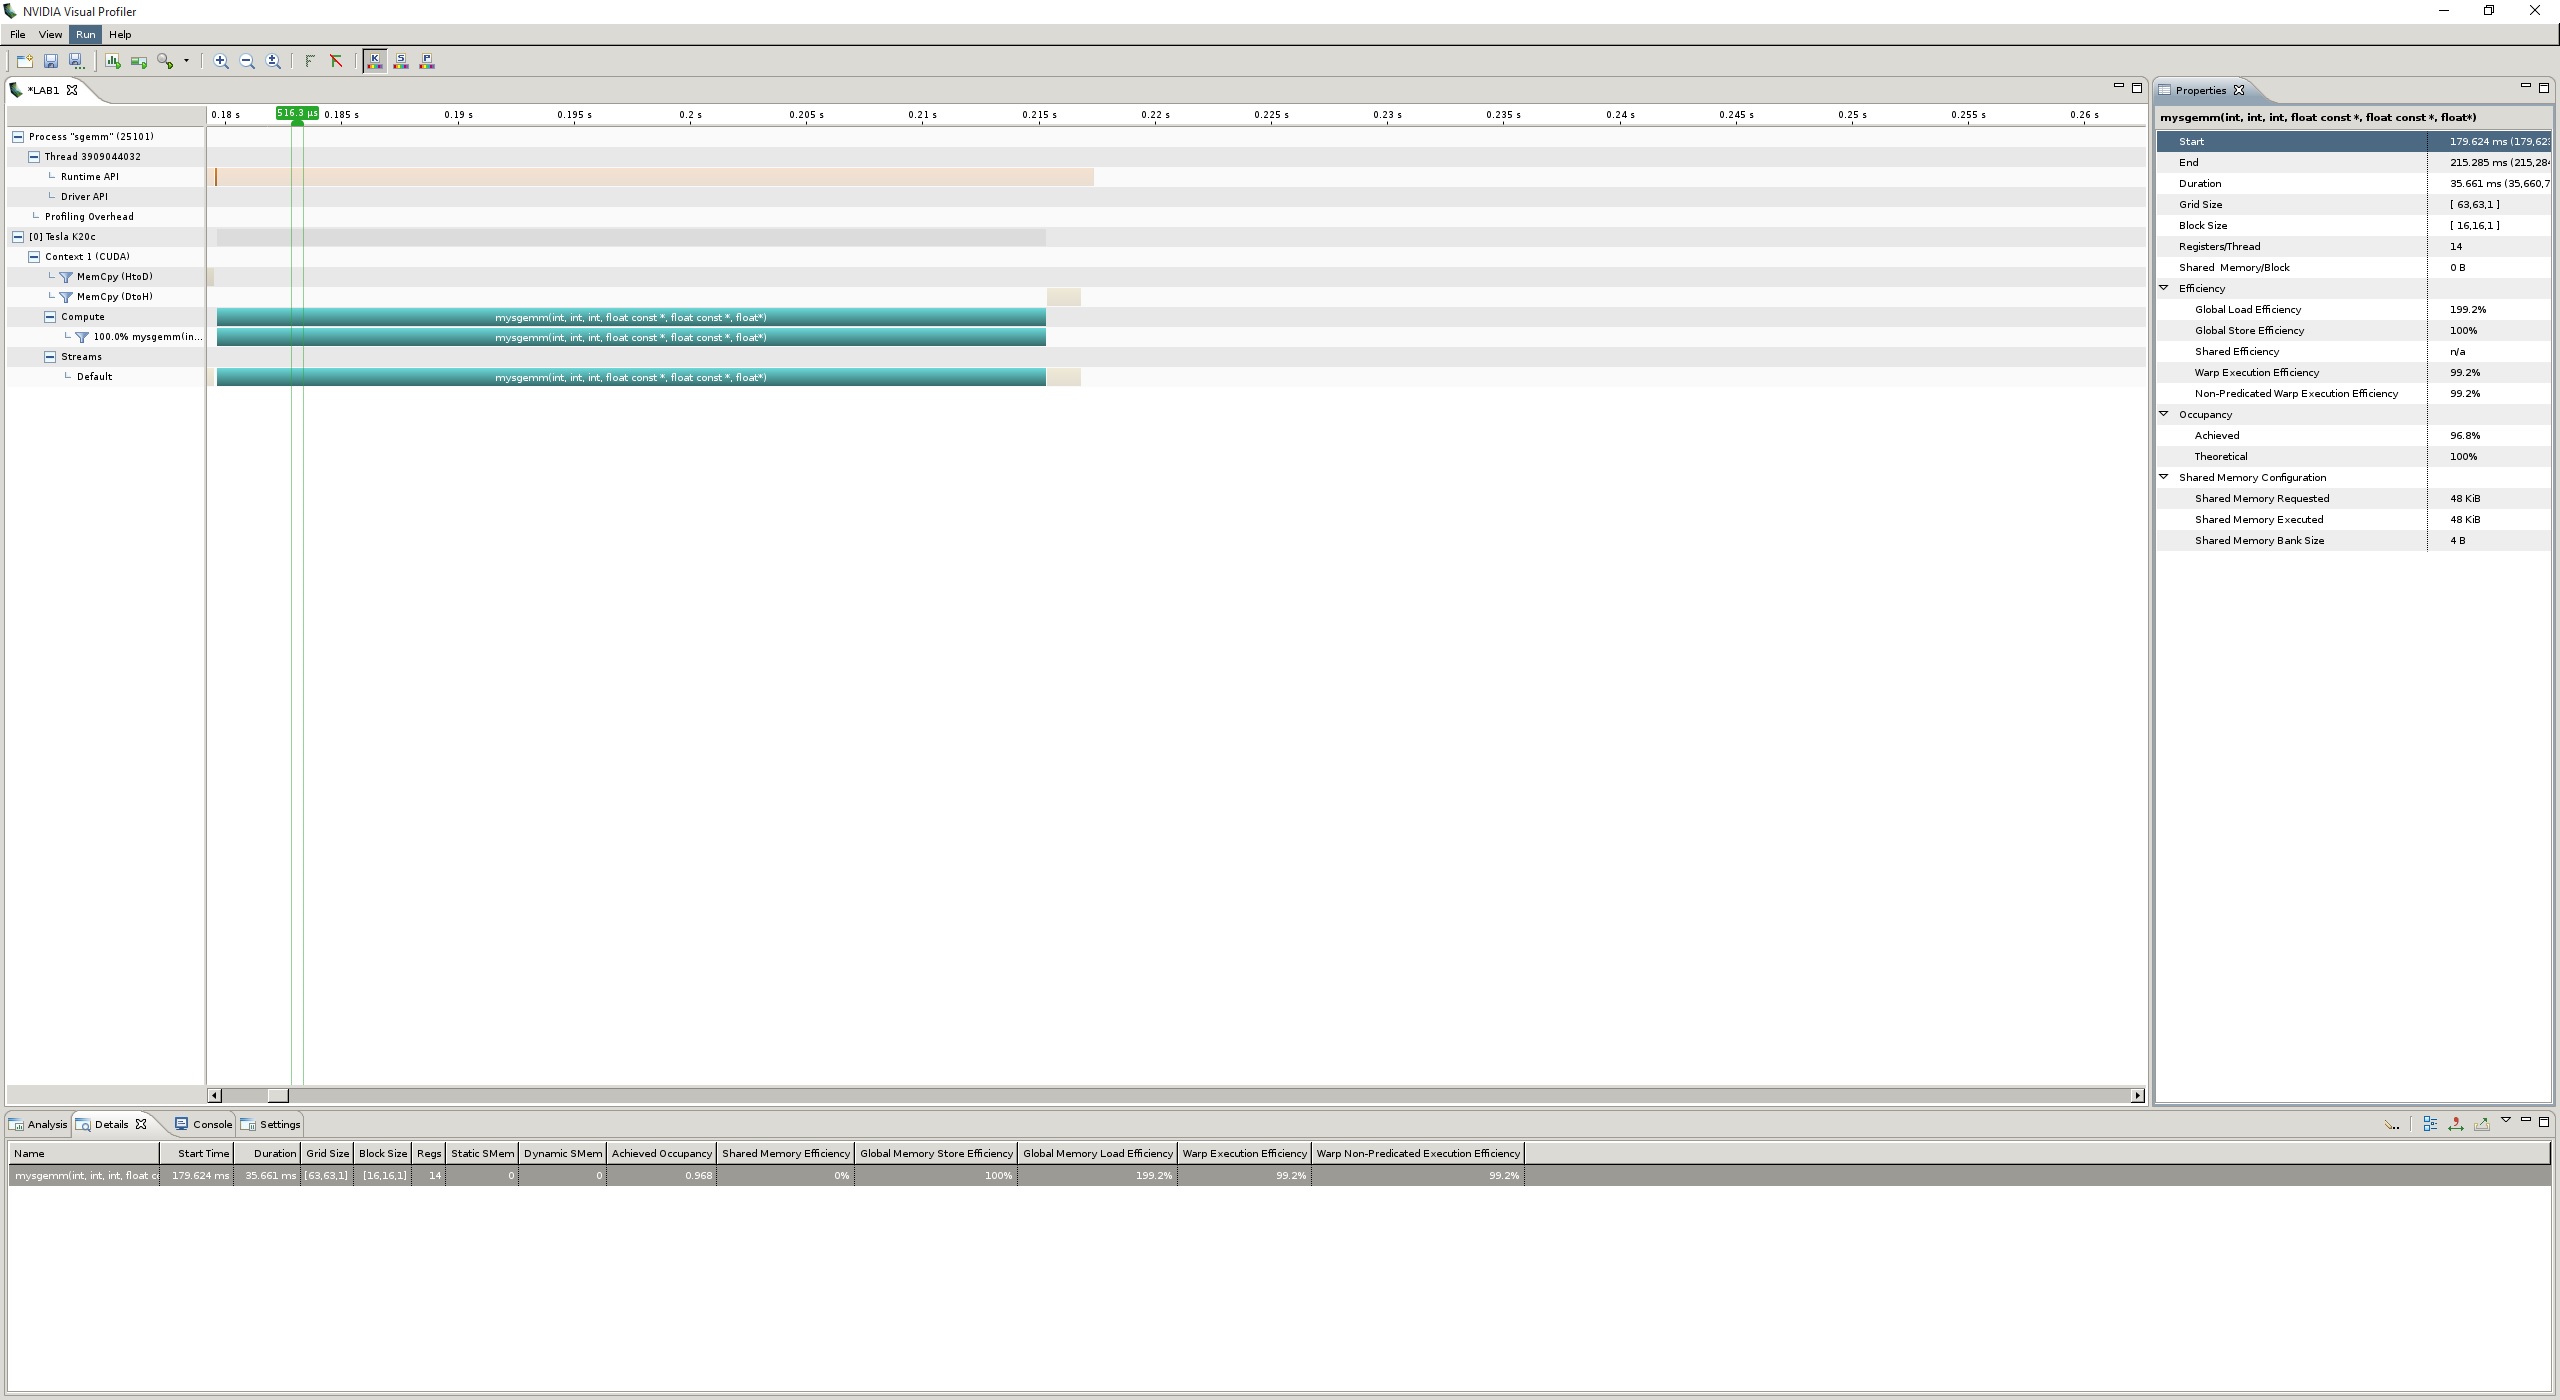 NVIDIA Visual Profiler
File View Run Help
K S P
*LAB1
0.18 s 516.3 µs 0.185 s 0.19 s 0.195 s 0.2 s 0.205 s 0.21 s 0.215 s 0.22 s 0.225 s 0.23 s 0.235 s 0.24 s 0.245 s 0.25 s 0.255 s 0.26 s
Process "sgemm" (25101)
Thread 3909044032
Runtime API
Driver API
Profiling Overhead
[0] Tesla K20c
Context 1 (CUDA)
MemCpy (HtoD)
MemCpy (DtoH)
Compute mysgemm(int, int, int, float const *, float const *, float*)
100.0% mysgemm(in... mysgemm(int, int, int, float const *, float const *, float*)
Streams
Default mysgemm(int, int, int, float const *, float const *, float*)
Properties
mysgemm(int, int, int, float const *, float const *, float*)
Start 179.624 ms (179,62
End 215.285 ms (215,28
Duration 35.661 ms (35,660,7
Grid Size [ 63,63,1 ]
Block Size [ 16,16,1 ]
Registers/Thread 14
Shared Memory/Block 0 B
Efficiency
Global Load Efficiency 199.2%
Global Store Efficiency 100%
Shared Efficiency n/a
Warp Execution Efficiency 99.2%
Non-Predicated Warp Execution Efficiency 99.2%
Occupancy
Achieved 96.8%
Theoretical 100%
Shared Memory Configuration
Shared Memory Requested 48 KiB
Shared Memory Executed 48 KiB
Shared Memory Bank Size 4 B
Analysis Details Console Settings
Name Start Time Duration Grid Size Block Size Regs Static SMem Dynamic SMem Achieved Occupancy Shared Memory Efficiency Global Memory Store Efficiency Global Memory Load Efficiency Warp Execution Efficiency Warp Non-Predicated Execution Efficiency
mysgemm(int, int, int, float c 179.624 ms 35.661 ms [63,63,1] [16,16,1] 14 0 0 0.968 0% 100% 199.2% 99.2% 99.2%